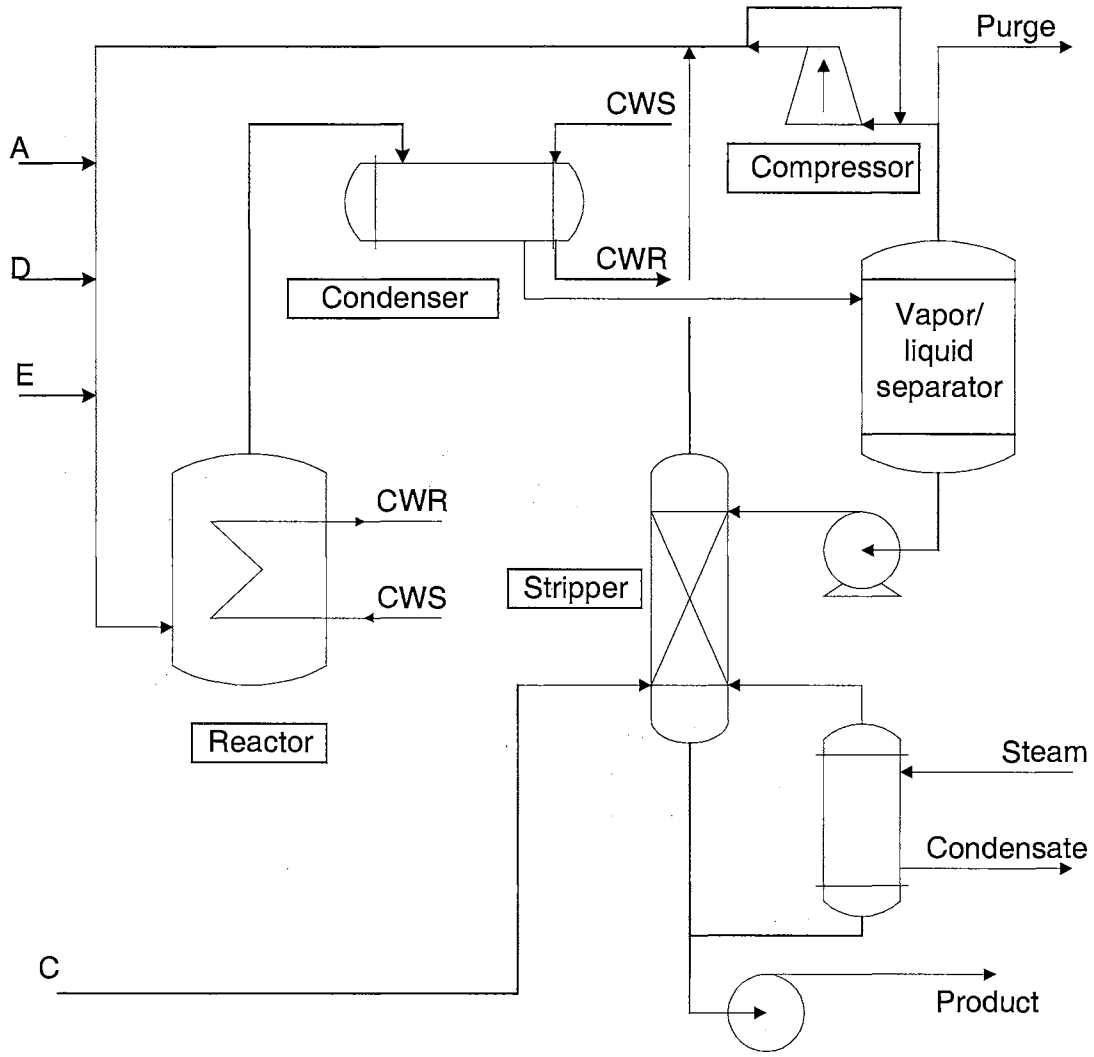 Purge
CWS
A
Compressor
D
CWR
Condenser
Vapor/
liquid
separator
E
CWR
Stripper
CWS
Reactor
Steam
Condensate
C
Product